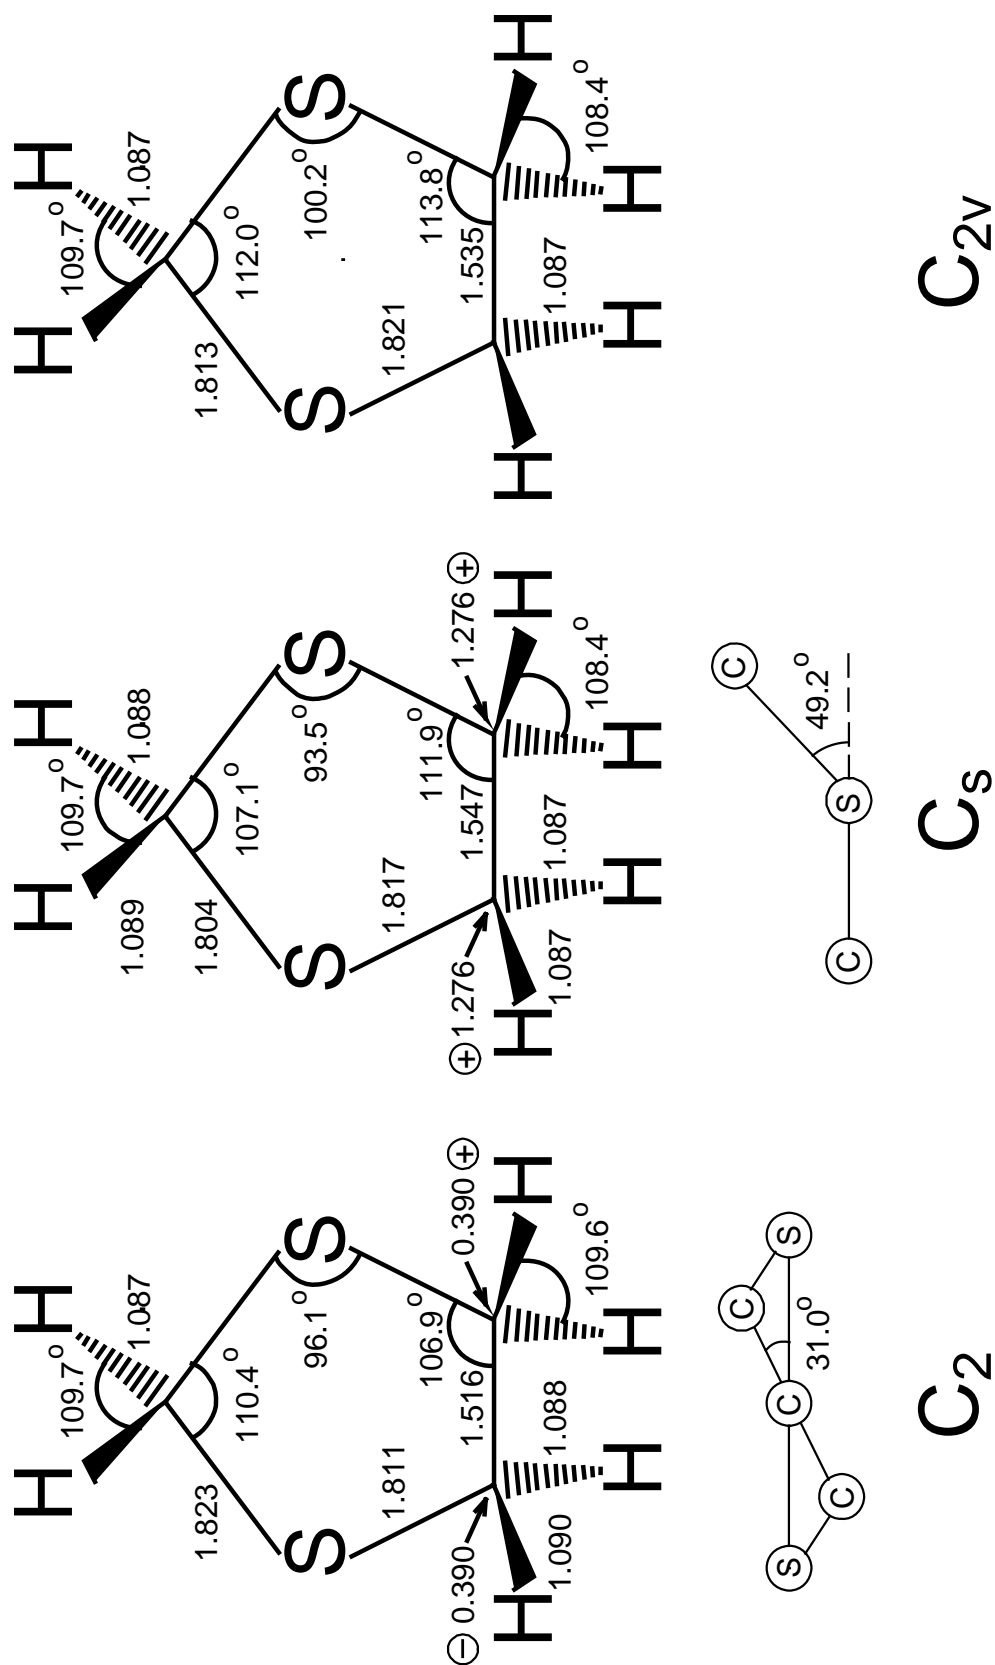 H H
109.7°
1.087
1.823
110.4°
S S
96.1°
1.811
106.9°
⊖ 0.390
0.390 ⊕
1.516
H H
1.090
1.088
109.6°
H H
S C C C S
31.0°
C2
H H
109.7°
1.089
1.088
1.804
107.1°
S S
93.5°
1.817
111.9°
⊕ 1.276
1.276 ⊕
1.547
H H
1.087
1.087
108.4°
H H
C S C
49.2°
Cs
H H
109.7°
1.087
1.813
112.0°
S S
100.2°
1.821
113.8°
1.535
H H
1.087
108.4°
H H
C2v